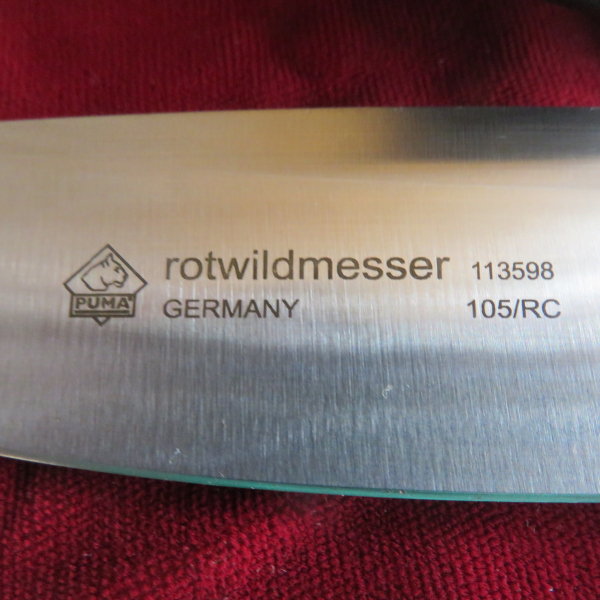 PUMA®
rotwildmesser 113598
GERMANY 105/RC